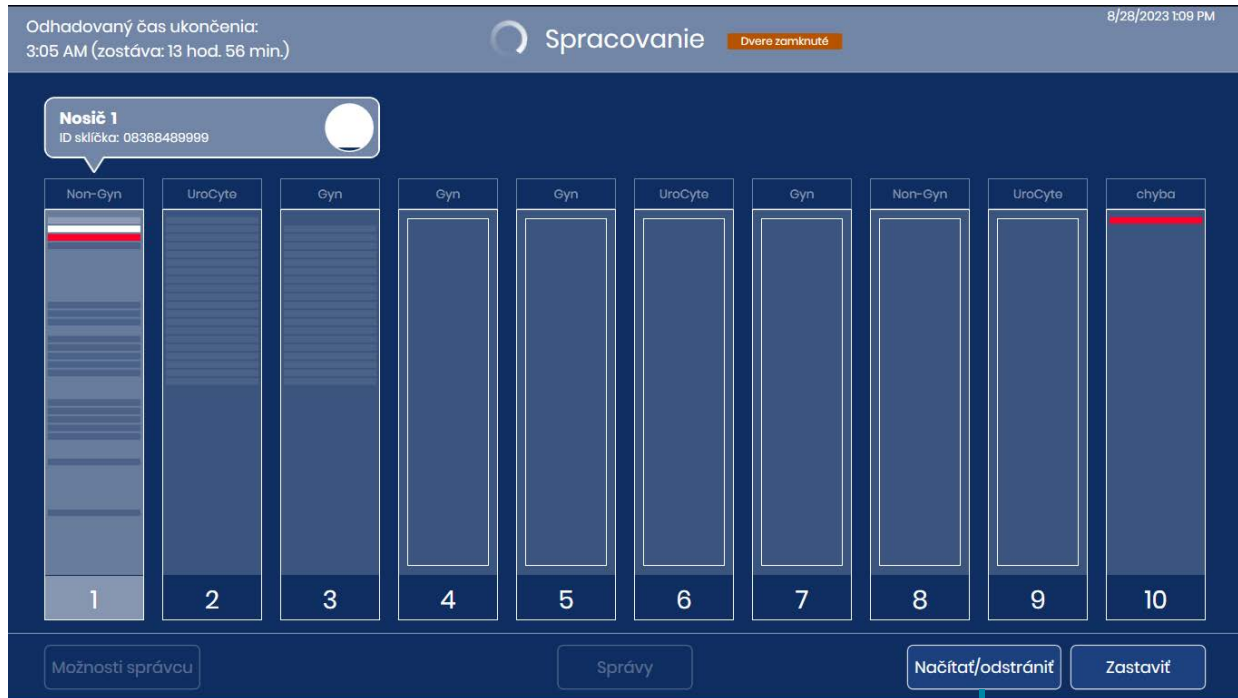 Odhadovaný čas ukončenia:
3:05 AM (zostáva: 13 hod. 56 min.)
Spracovanie
Dvere zamknuté
8/28/2023 1:09 PM
Nosič 1
ID sklíčka: 08368489999
Non-Gyn UroCyte Gyn Gyn Gyn UroCyte Gyn Non-Gyn UroCyte chyba
1 2 3 4 5 6 7 8 9 10
Možnosti správcu Správy Načítať/odstrániť Zastaviť